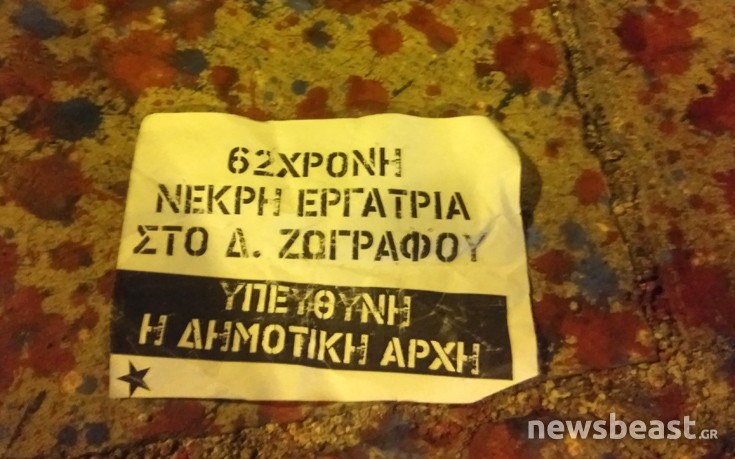 62ΧΡΟΝΗ
ΝΕΚΡΗ ΕΡΓΑΤΡΙΑ
ΣΤΟ Δ. ΖΩΓΡΑΦΟΥ
ΥΠΕΥΘΥΝΗ
Η ΔΗΜΟΤΙΚΗ ΑΡΧΗ
newsbeast.GR